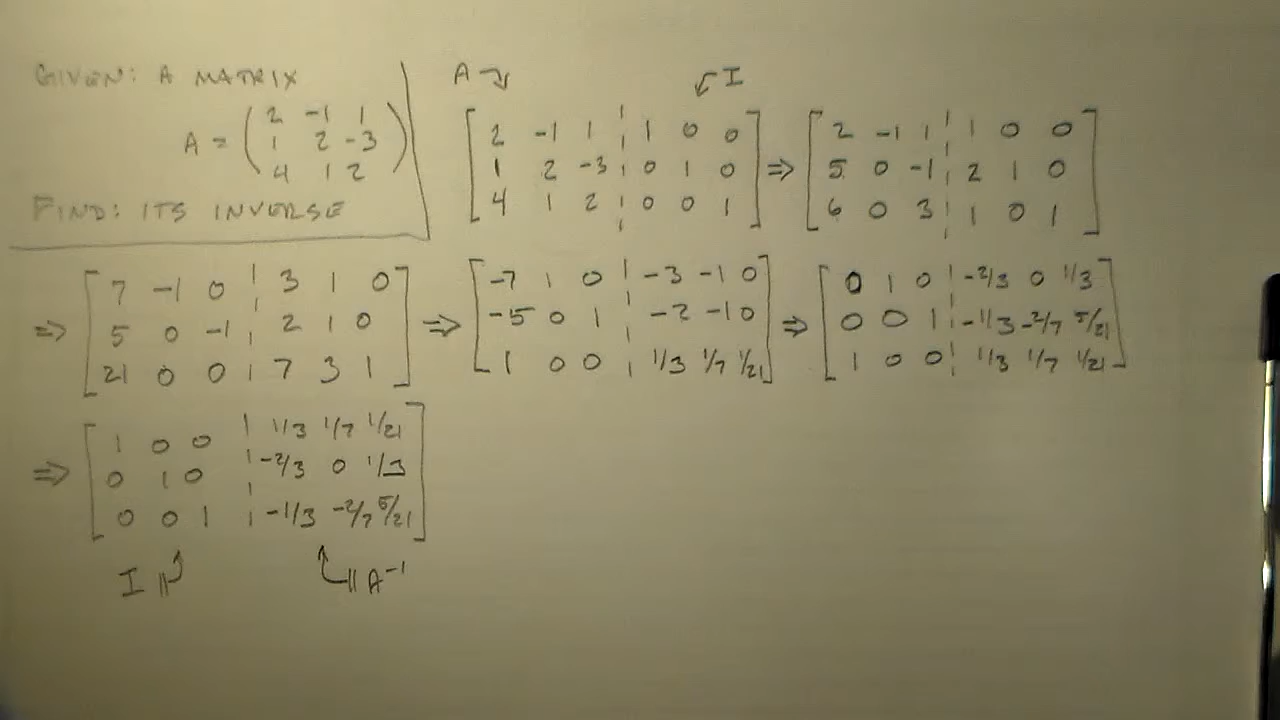 GIVEN: A MATRIX
A = ( 2 -1 1
1 2 -3
4 1 2 )
FIND: ITS INVERSE
A I
[ 2 -1 1 ¦ 1 0 0
1 2 -3 ¦ 0 1 0
4 1 2 ¦ 0 0 1 ]
⇒ [ 2 -1 1 ¦ 1 0 0
5 0 -1 ¦ 2 1 0
6 0 3 ¦ 1 0 1 ]
⇒ [ 7 -1 0 ¦ 3 1 0
5 0 -1 ¦ 2 1 0
21 0 0 ¦ 7 3 1 ]
⇒ [ -7 1 0 ¦ -3 -1 0
-5 0 1 ¦ -2 -1 0
1 0 0 ¦ 1/3 1/7 1/21 ]
⇒ [ 0 1 0 ¦ -2/3 0 1/3
0 0 1 ¦ -1/3 -2/7 5/21
1 0 0 ¦ 1/3 1/7 1/21 ]
⇒ [ 1 0 0 ¦ 1/3 1/7 1/21
0 1 0 ¦ -2/3 0 1/3
0 0 1 ¦ -1/3 -2/7 5/21 ]
I || || A⁻¹